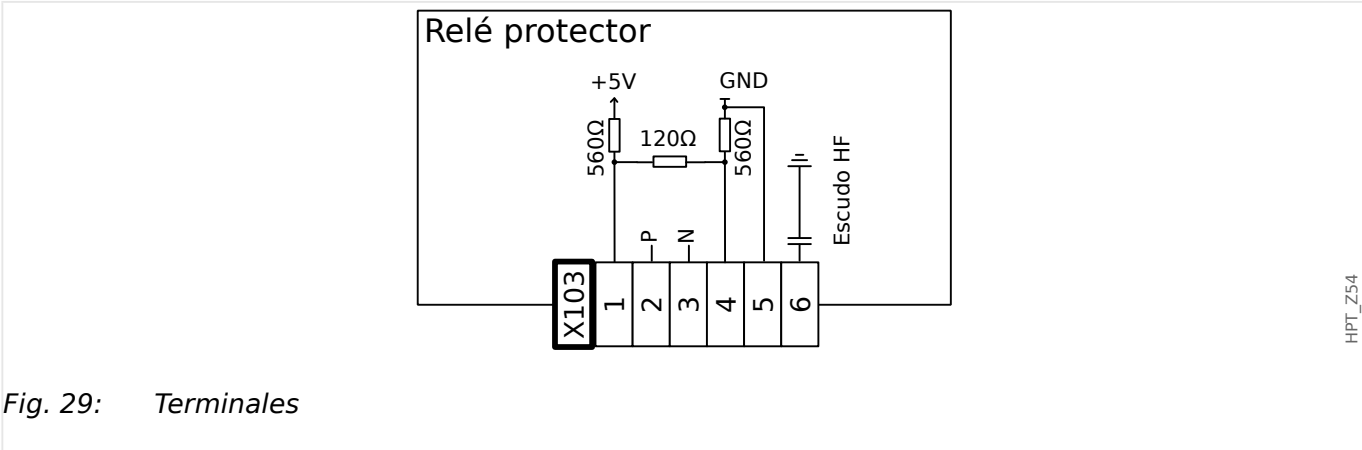 Relé protector
+5V
GND
560Ω
120Ω
560Ω
Escudo HF
P
N
X103
1
2
3
4
5
6
HPT_Z54
Fig. 29: Terminales